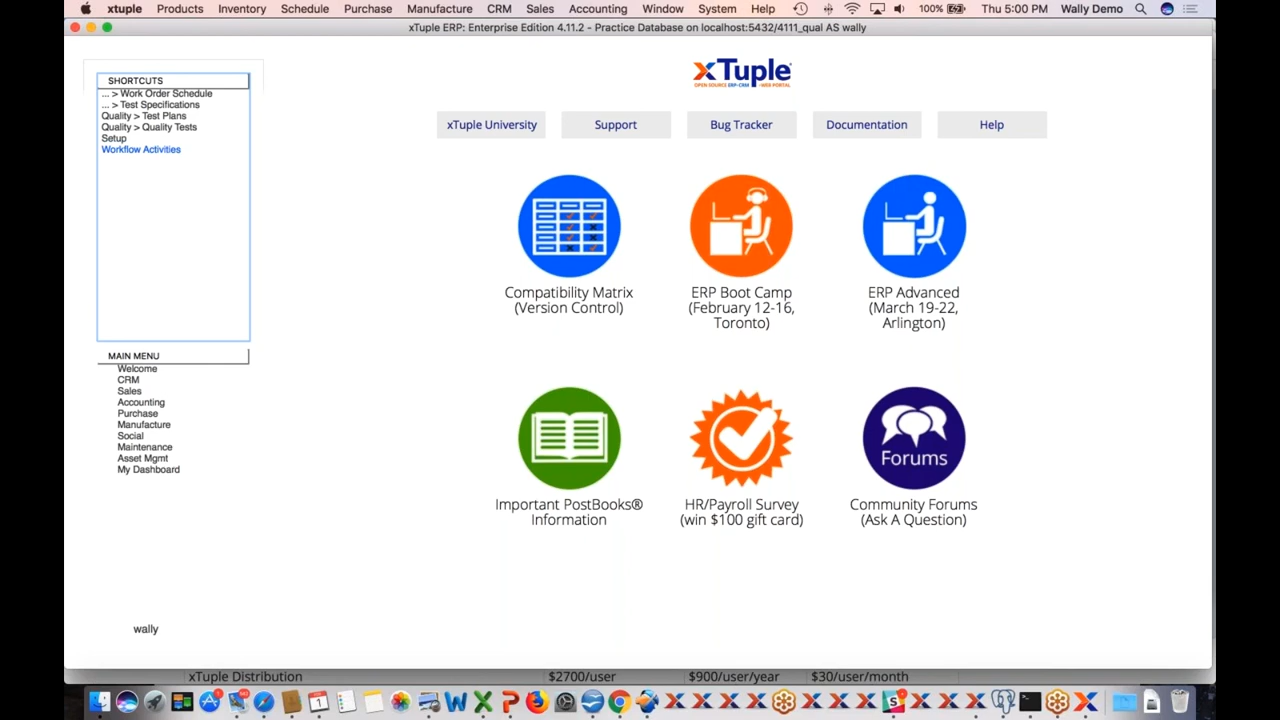 xtuple Products Inventory Schedule Purchase Manufacture CRM Sales Accounting Window System Help 100% Thu 5:00 PM Wally Demo
xTuple ERP: Enterprise Edition 4.11.2 - Practice Database on localhost:5432/4111_qual AS wally
SHORTCUTS
... > Work Order Schedule
... > Test Specifications
Quality > Test Plans
Quality > Quality Tests
Setup
Workflow Activities
xTuple
OPEN SOURCE ERP+CRM +WEB PORTAL
xTuple University Support Bug Tracker Documentation Help
Compatibility Matrix
(Version Control)
ERP Boot Camp
(February 12-16,
Toronto)
ERP Advanced
(March 19-22,
Arlington)
MAIN MENU
Welcome
CRM
Sales
Accounting
Purchase
Manufacture
Social
Maintenance
Asset Mgmt
My Dashboard
Forums
Important PostBooks®
Information
HR/Payroll Survey
(win $100 gift card)
Community Forums
(Ask A Question)
wally
xTuple Distribution $2700/user $900/user/year $30/user/month